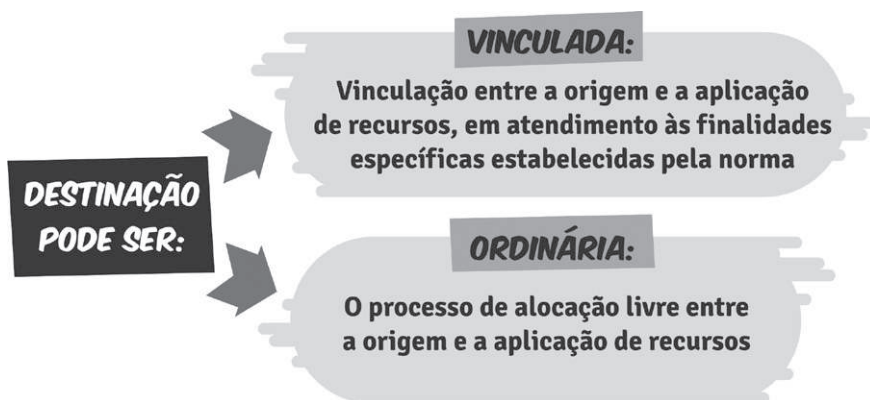 DESTINAÇÃO
PODE SER:
VINCULADA:
Vinculação entre a origem e a aplicação
de recursos, em atendimento às finalidades
específicas estabelecidas pela norma
ORDINÁRIA:
O processo de alocação livre entre
a origem e a aplicação de recursos